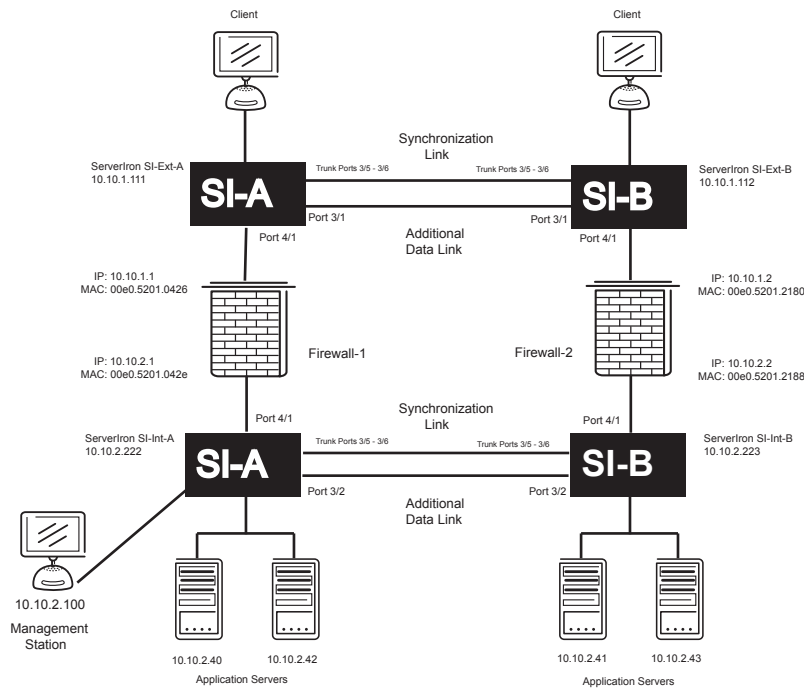 Client
Client
Synchronization
Link
ServerIron SI-Ext-A
10.10.1.111
Trunk Ports 3/5 - 3/6
Trunk Ports 3/5 - 3/6
ServerIron SI-Ext-B
10.10.1.112
SI-A
SI-B
Port 3/1
Port 3/1
Additional
Data Link
Port 4/1
Port 4/1
IP: 10.10.1.1
MAC: 00e0.5201.0426
IP: 10.10.1.2
MAC: 00e0.5201.2180
Firewall-1
Firewall-2
IP: 10.10.2.1
MAC: 00e0.5201.042e
IP: 10.10.2.2
MAC: 00e0.5201.2188
Port 4/1
Synchronization
Link
Port 4/1
ServerIron SI-Int-A
10.10.2.222
Trunk Ports 3/5 - 3/6
Trunk Ports 3/5 - 3/6
ServerIron SI-Int-B
10.10.2.223
SI-A
SI-B
Port 3/2
Port 3/2
Additional
Data Link
10.10.2.100
Management
Station
10.10.2.40
10.10.2.42
10.10.2.41
10.10.2.43
Application Servers
Application Servers